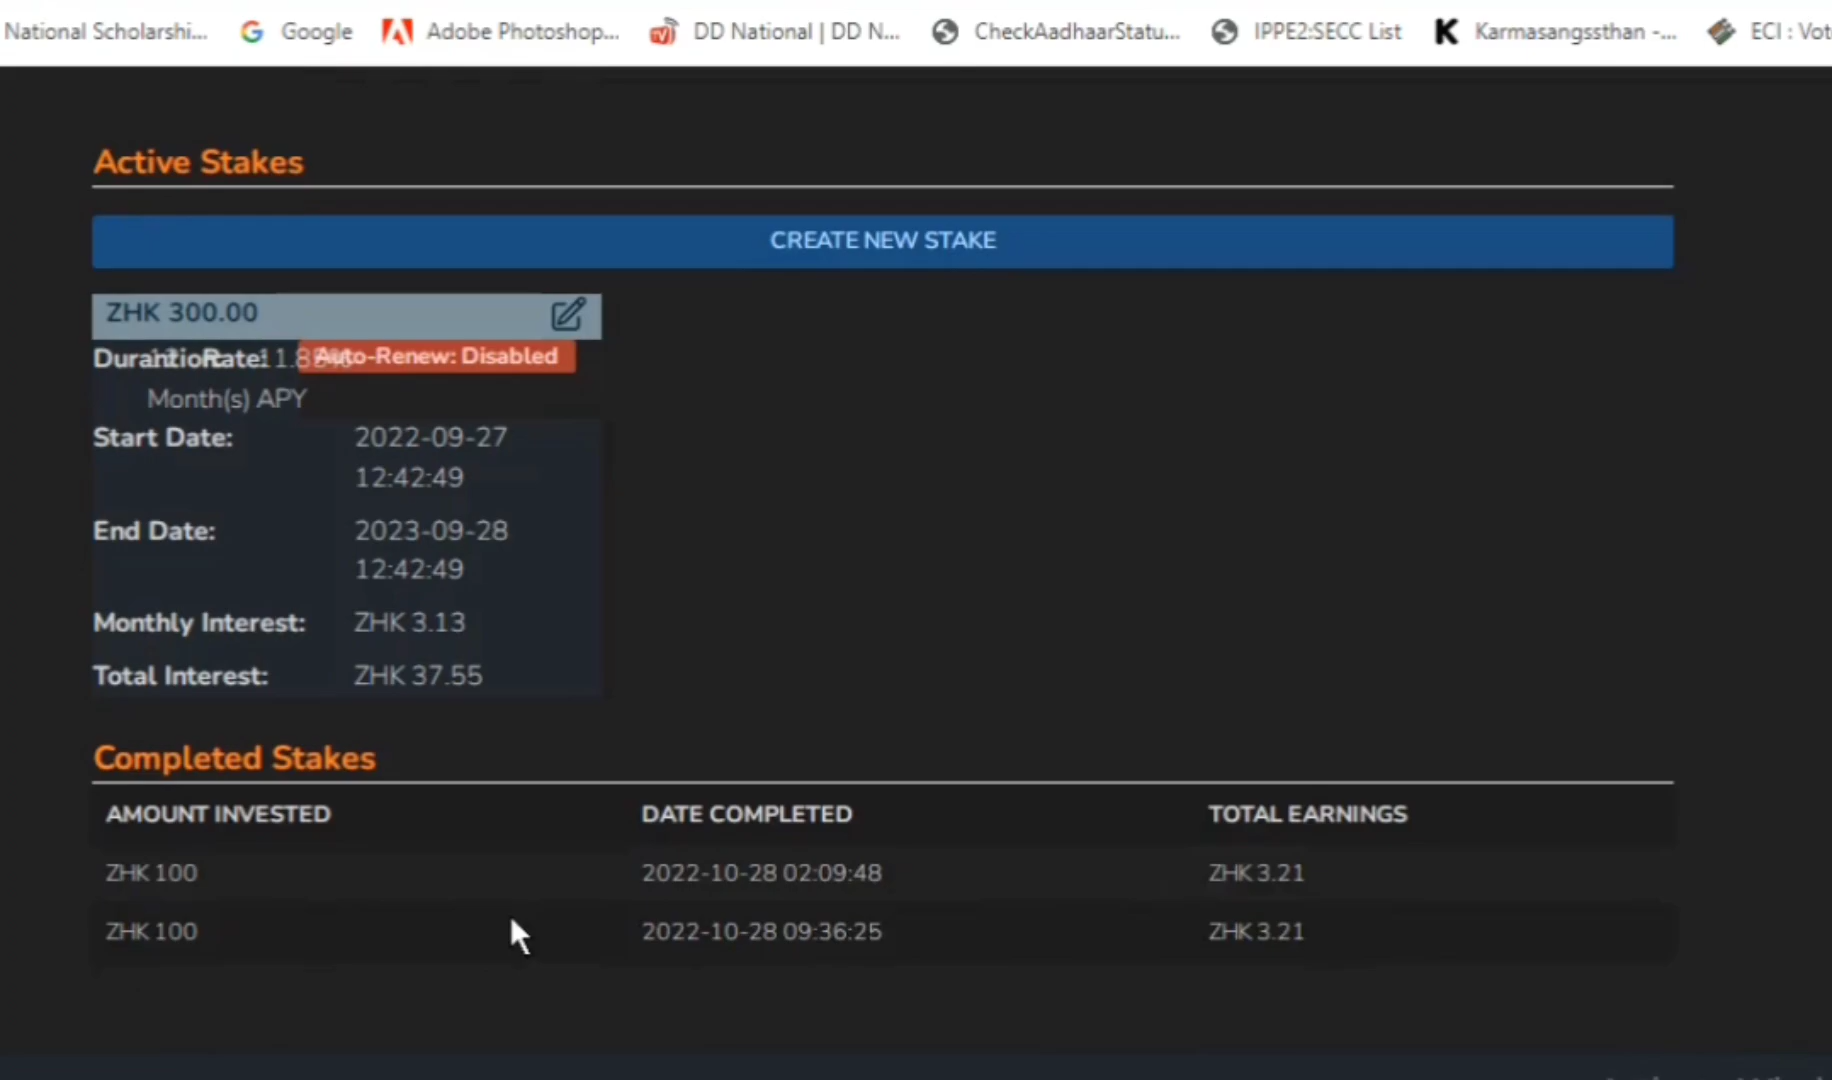 National Scholarshi... Google Adobe Photoshop... DD National | DD N... CheckAadhaarStatu... IPPE2:SECC List Karmasangssthan -... ECI : Vot
Active Stakes
CREATE NEW STAKE
ZHK 300.00
Duration: Rate: Auto-Renew: Disabled
Month(s) APY
Start Date: 2022-09-27
12:42:49
End Date: 2023-09-28
12:42:49
Monthly Interest: ZHK 3.13
Total Interest: ZHK 37.55
Completed Stakes
AMOUNT INVESTED DATE COMPLETED TOTAL EARNINGS
ZHK 100 2022-10-28 02:09:48 ZHK 3.21
ZHK 100 2022-10-28 09:36:25 ZHK 3.21